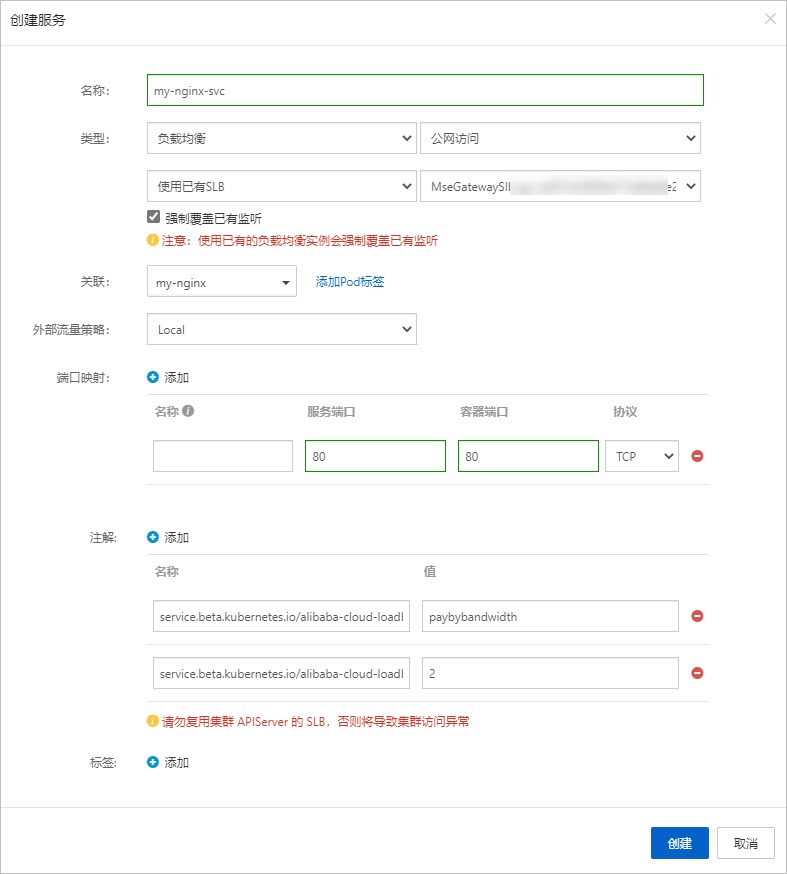 创建服务
名称：
my-nginx-svc
类型：
负载均衡
公网访问
使用已有SLB
MseGatewaySlb
强制覆盖已有监听
注意：使用已有的负载均衡实例会强制覆盖已有监听
关联：
my-nginx
添加Pod标签
外部流量策略：
Local
端口映射：
添加
名称
服务端口
容器端口
协议
80
80
TCP
注解:
添加
名称
值
service.beta.kubernetes.io/alibaba-cloud-loadl
paybybandwidth
service.beta.kubernetes.io/alibaba-cloud-loadl
2
请勿复用集群 APIServer 的 SLB，否则将导致集群访问异常
标签:
添加
创建
取消